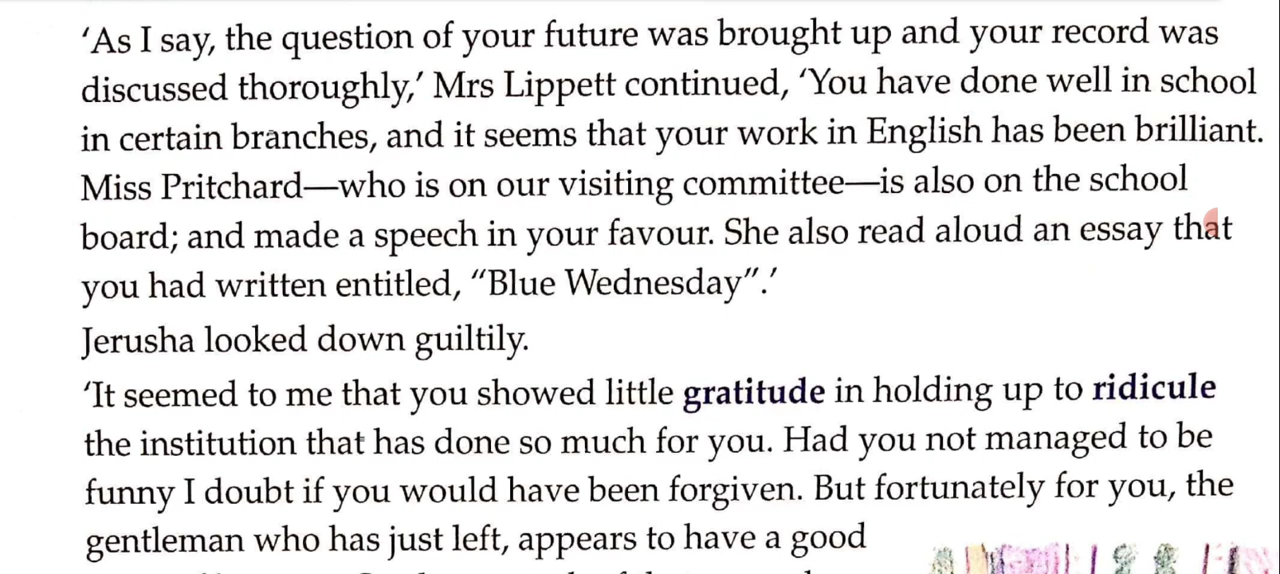 ‘As I say, the question of your future was brought up and your record was
discussed thoroughly,’ Mrs Lippett continued, ‘You have done well in school
in certain branches, and it seems that your work in English has been brilliant.
Miss Pritchard—who is on our visiting committee—is also on the school
board; and made a speech in your favour. She also read aloud an essay that
you had written entitled, “Blue Wednesday”.’
Jerusha looked down guiltily.
‘It seemed to me that you showed little gratitude in holding up to ridicule
the institution that has done so much for you. Had you not managed to be
funny I doubt if you would have been forgiven. But fortunately for you, the
gentleman who has just left, appears to have a good